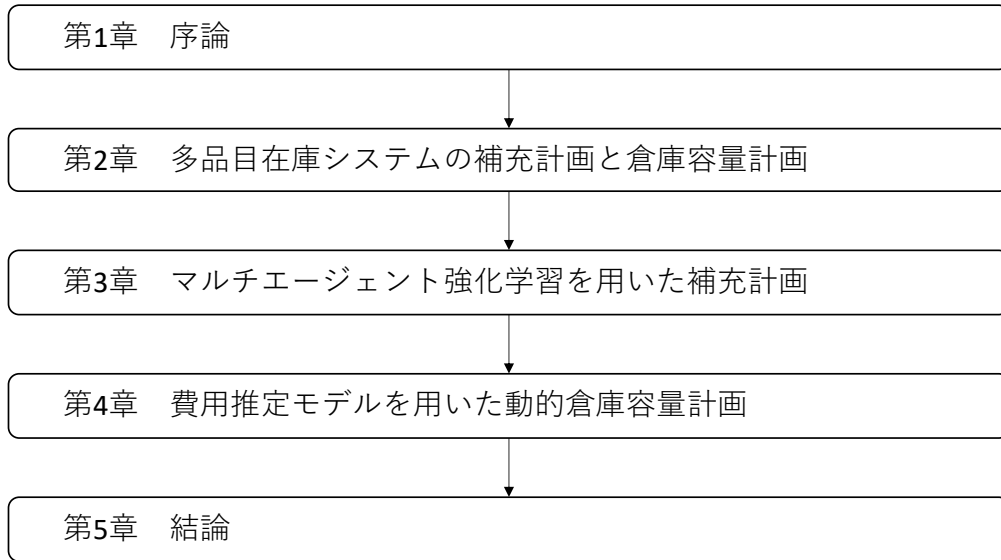 第1章　序論
第2章　多品目在庫システムの補充計画と倉庫容量計画
第3章　マルチエージェント強化学習を用いた補充計画
第4章　費用推定モデルを用いた動的倉庫容量計画
第5章　結論